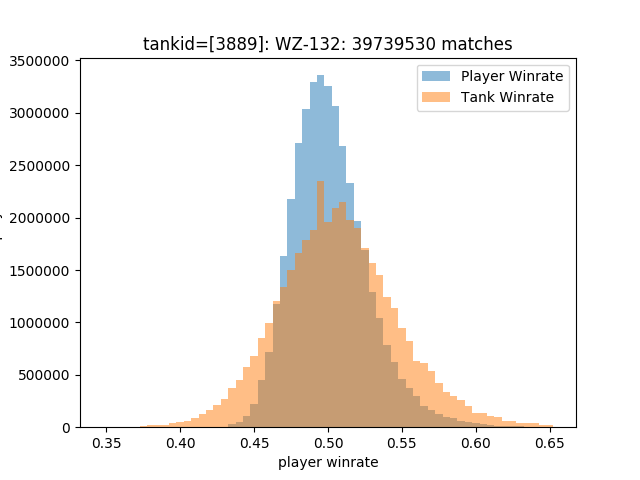 tankid=[3889]: WZ-132: 39739530 matches
Player Winrate
Tank Winrate
3500000
3000000
2500000
2000000
1500000
1000000
500000
0
0.35 0.40 0.45 0.50 0.55 0.60 0.65
player winrate